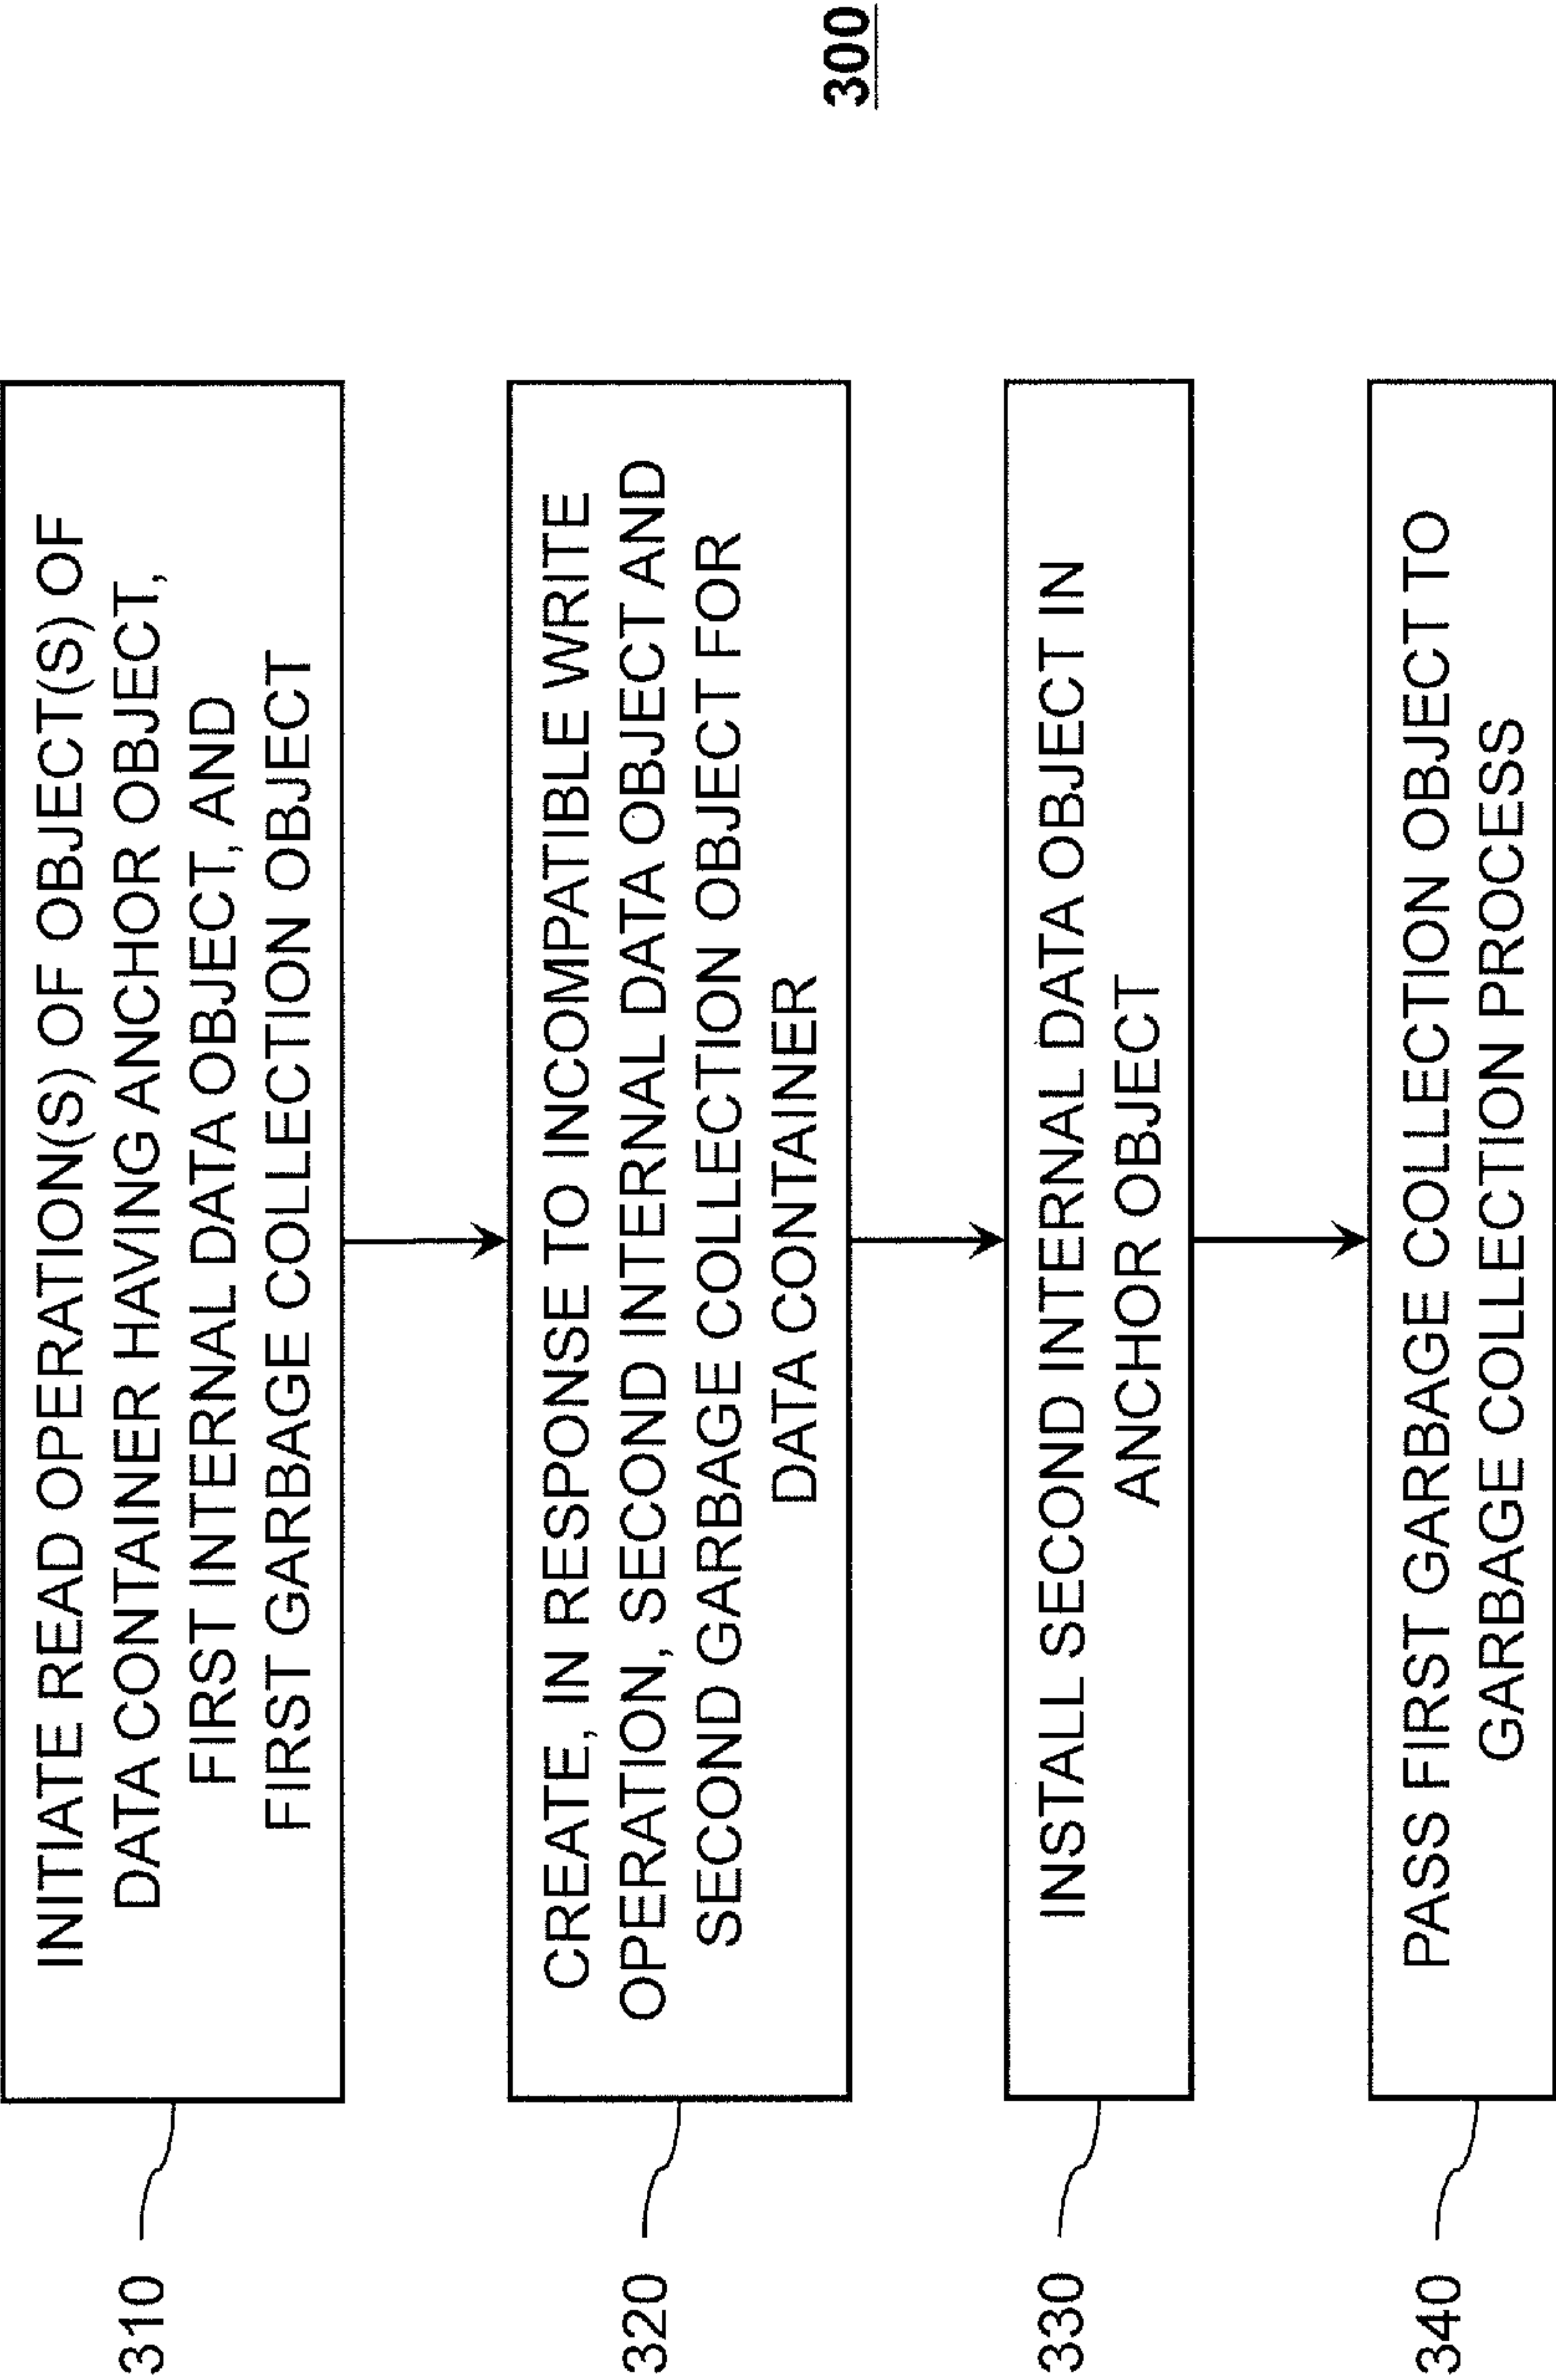 310
INITIATE READ OPERATION(S) OF OBJECT(S) OF
DATA CONTAINER HAVING ANCHOR OBJECT,
FIRST INTERNAL DATA OBJECT, AND
FIRST GARBAGE COLLECTION OBJECT
320
CREATE, IN RESPONSE TO INCOMPATIBLE WRITE
OPERATION, SECOND INTERNAL DATA OBJECT AND
SECOND GARBAGE COLLECTION OBJECT FOR
DATA CONTAINER
330
INSTALL SECOND INTERNAL DATA OBJECT IN
ANCHOR OBJECT
340
PASS FIRST GARBAGE COLLECTION OBJECT TO
GARBAGE COLLECTION PROCESS
300